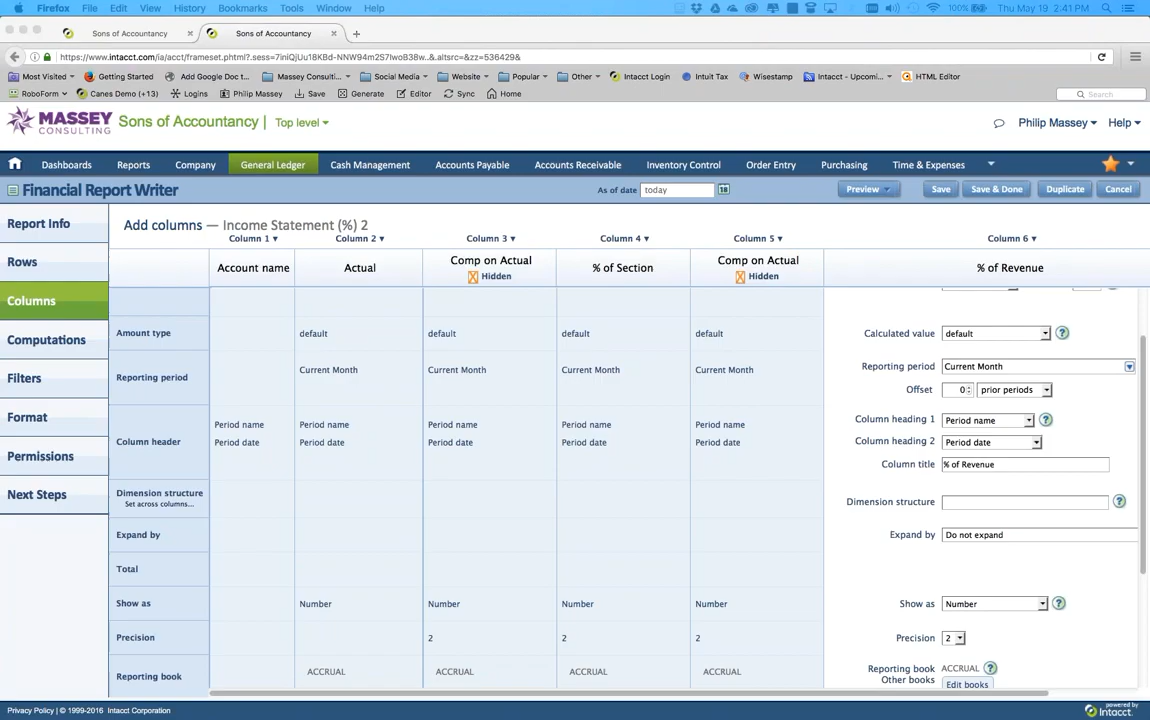 Firefox File Edit View History Bookmarks Tools Window Help 100% Thu May 19 2:41 PM
Sons of Accountancy × Sons of Accountancy × +
https://www.intacct.com/ia/acct/frameset.phtml?.sess=7iniQjUu18KBd-NNW94m2S7Iwo8B38w..&.altsrc=&zz=536429&
Most Visited Getting Started Add Google Doc t... Massey Consulti... Social Media Website Popular Other Intacct Login Intuit Tax Wisestamp Intacct - Upcomi... HTML Editor
RoboForm Canes Demo (+13) Logins Philip Massey Save Generate Editor Sync Home Search
MASSEY CONSULTING Sons of Accountancy | Top level Philip Massey Help
Dashboards Reports Company General Ledger Cash Management Accounts Payable Accounts Receivable Inventory Control Order Entry Purchasing Time & Expenses
Financial Report Writer As of date today 18 Preview Save Save & Done Duplicate Cancel
Report Info
Rows
Columns
Computations
Filters
Format
Permissions
Next Steps
Add columns — Income Statement (%) 2
Column 1 Column 2 Column 3 Column 4 Column 5 Column 6
Account name Actual Comp on Actual % of Section Comp on Actual % of Revenue
Hidden Hidden
Amount type default default default default Calculated value default
Reporting period Current Month Current Month Current Month Current Month Reporting period Current Month
Offset 0 prior periods
Column header Period name Period name Period name Period name Period name Column heading 1 Period name
Period date Period date Period date Period date Period date Column heading 2 Period date
Column title % of Revenue
Dimension structure Dimension structure
Set across columns...
Expand by Expand by Do not expand
Total
Show as Number Number Number Number Show as Number
Precision 2 2 2 Precision 2
Reporting book ACCRUAL ACCRUAL ACCRUAL ACCRUAL Reporting book ACCRUAL
Other books Edit books
Privacy Policy | © 1999-2016 Intacct Corporation powered by Intacct